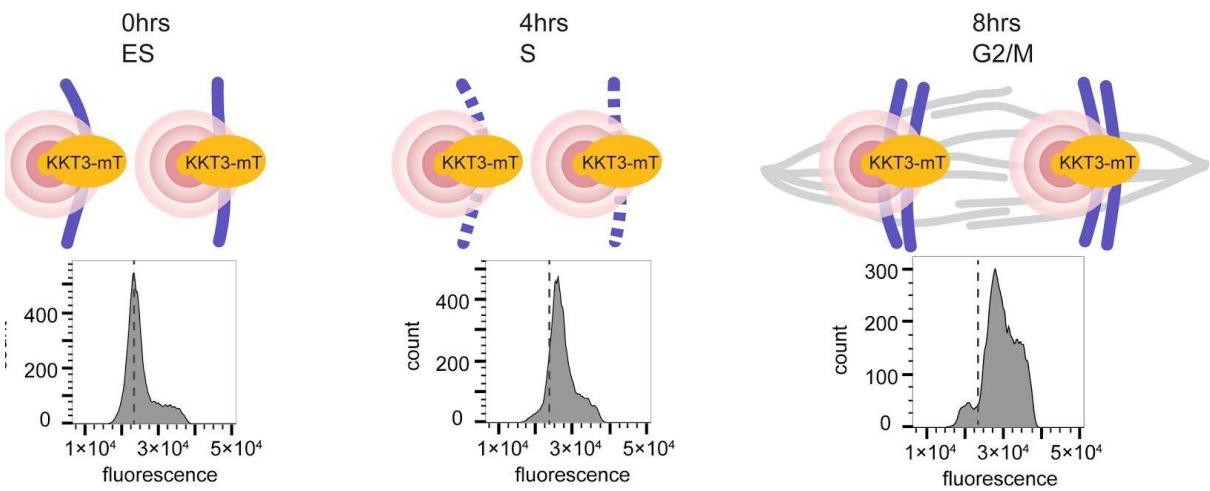 0hrs
ES
4hrs
S
8hrs
G2/M
KKT3-mT
KKT3-mT
KKT3-mT
KKT3-mT
KKT3-mT
KKT3-mT
400
200
0
1×10⁴ 3×10⁴ 5×10⁴
fluorescence
count
400
200
0
1×10⁴ 3×10⁴ 5×10⁴
fluorescence
count
300
200
100
0
1×10⁴ 3×10⁴ 5×10⁴
fluorescence